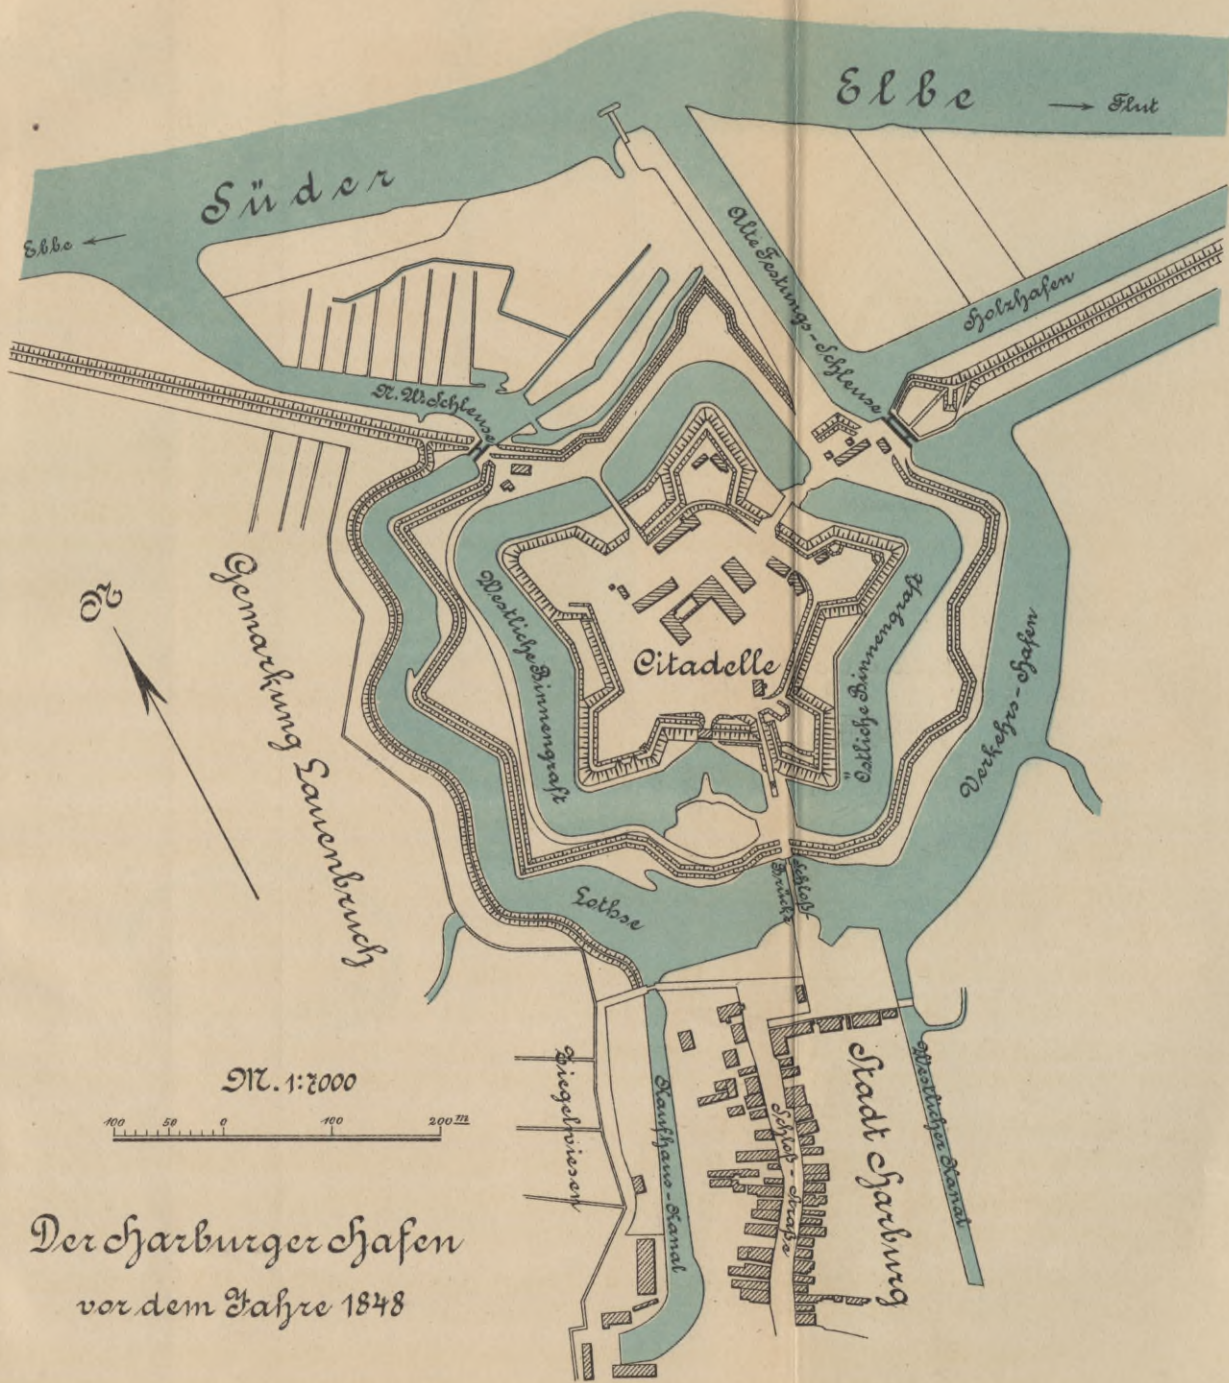 Süder Elbe
→ Flut
Ebbe ←
Alte Festungs-Schleuse
Holzhafen
N.W. Schleuse
N
Gemarkung Lauenbruch
Westliche Binnengraft
Citadelle
Östliche Binnengraft
Verkehrs-Hafen
Lothse
Schloß-
Brücke
M. 1:7000
100 50 0 100 200 m
Ziegelwiesen
Kaufhaus-Kanal
Schloß-Straße
Stadt Harburg
Westlicher Kanal
Der Harburger Hafen
vor dem Jahre 1848